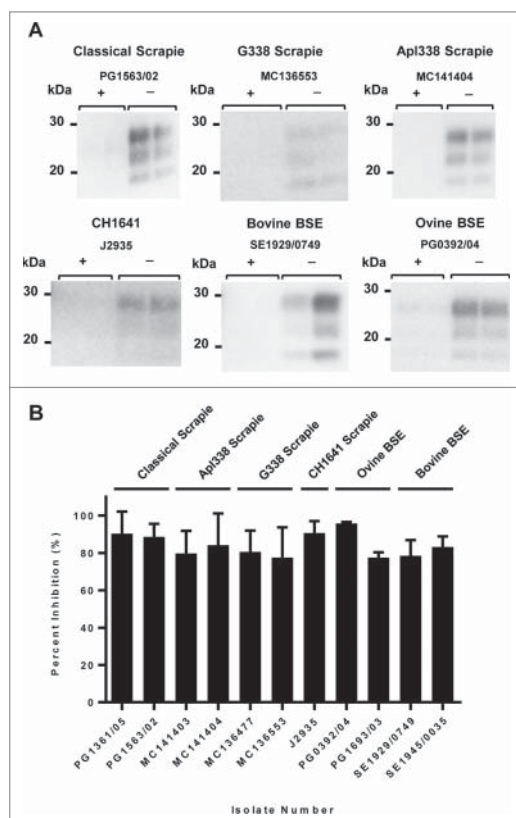 A
Classical Scrapie
G338 Scrapie
Apl338 Scrapie
PG1563/02
MC136553
MC141404
kDa + –
kDa + –
kDa + –
30
20
30
20
30
20
CH1641
Bovine BSE
Ovine BSE
J2935
SE1929/0749
PG0392/04
kDa + –
kDa + –
kDa + –
30
20
30
20
30
20
B
Classical Scrapie
Apl338 Scrapie
G338 Scrapie
CH1641 Scrapie
Ovine BSE
Bovine BSE
Percent Inhibition (%)
100
80
60
40
20
0
PG1361/05
PG1563/02
MC141403
MC141404
MC136477
MC136553
J2935
PG0392/04
PG1693/03
SE1929/0749
SE1945/0035
Isolate Number